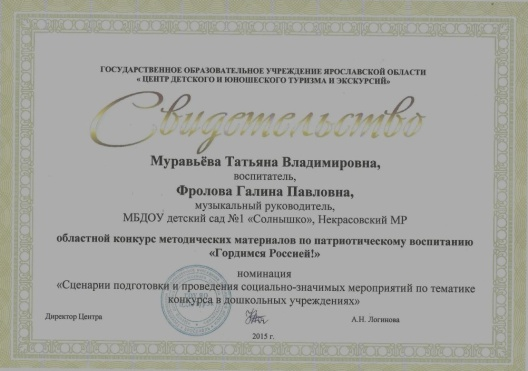 ГОСУДАРСТВЕННОЕ ОБРАЗОВАТЕЛЬНОЕ УЧРЕЖДЕНИЕ ЯРОСЛАВСКОЙ ОБЛАСТИ
« ЦЕНТР ДЕТСКОГО И ЮНОШЕСКОГО ТУРИЗМА И ЭКСКУРСИЙ»
Свидетельство
Муравьёва Татьяна Владимировна,
воспитатель,
Фролова Галина Павловна,
музыкальный руководитель,
МБДОУ детский сад №1 «Солнышко», Некрасовский МР
областной конкурс методических материалов по патриотическому воспитанию
«Гордимся Россией!»
номинация
«Сценарии подготовки и проведения социально-значимых мероприятий по тематике
конкурса в дошкольных учреждениях»
Директор Центра А.Н. Логинова
2015 г.